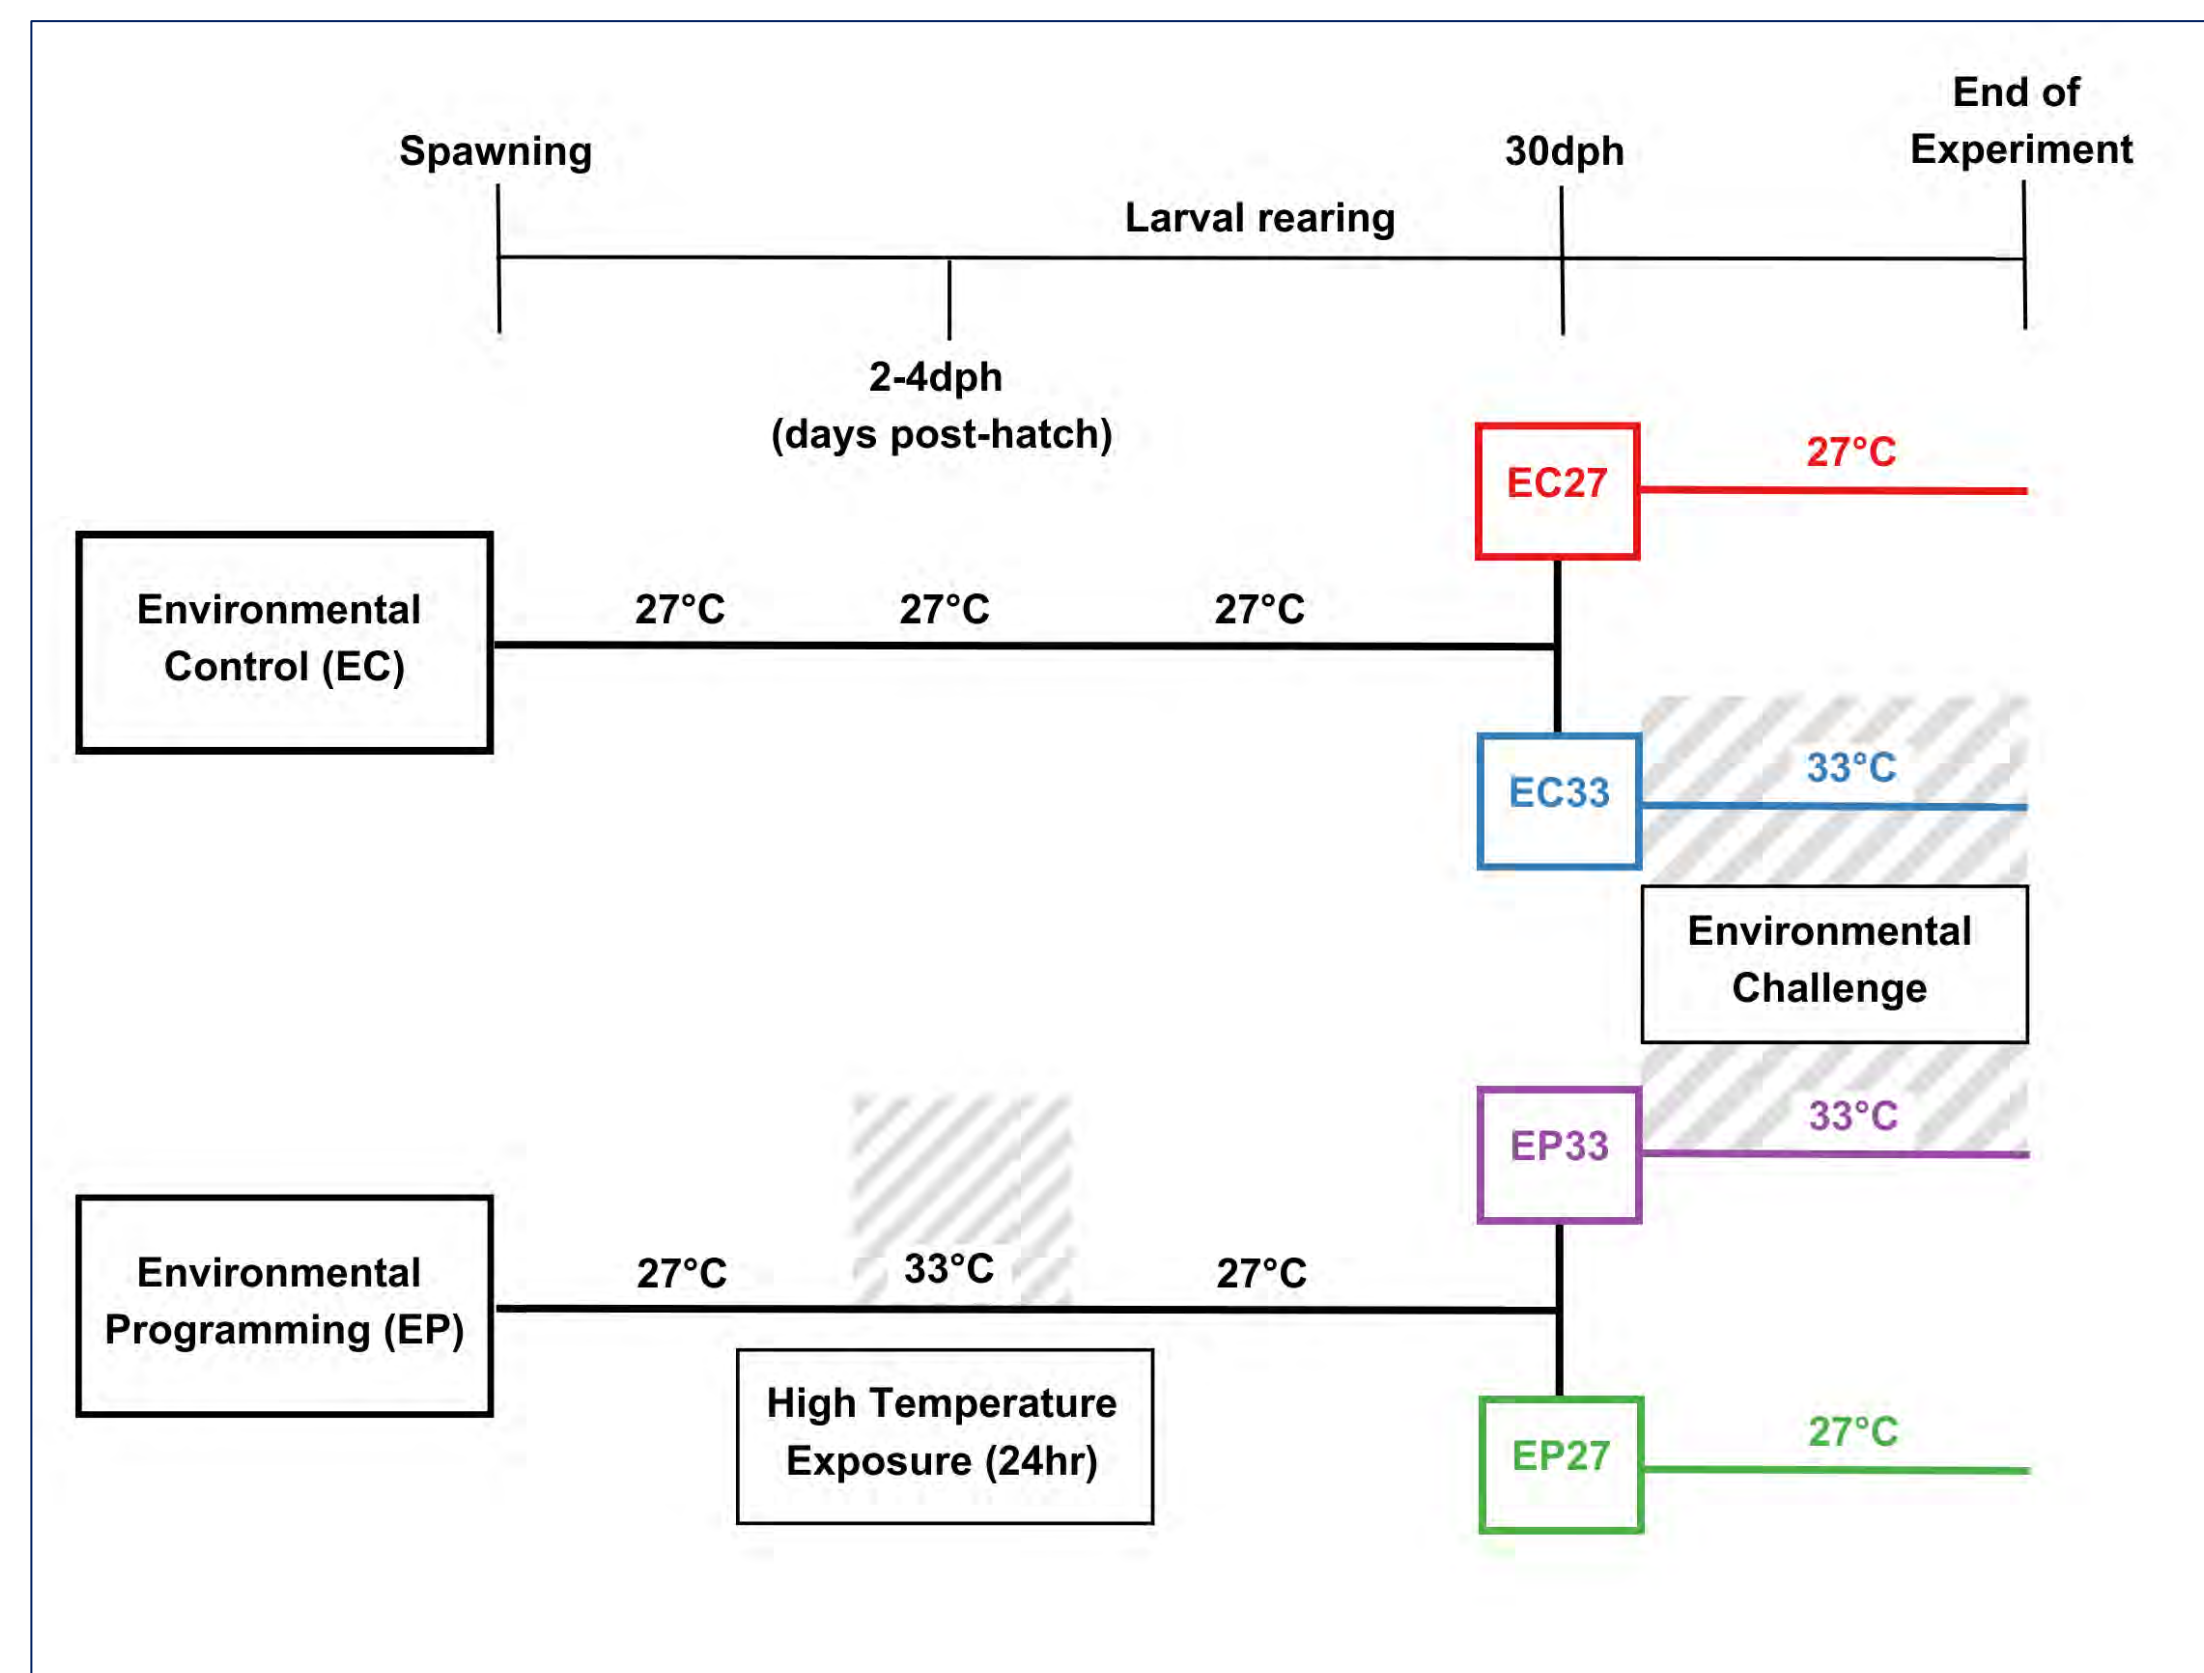 End of
Experiment
Spawning
30dph
Larval rearing
2-4dph
(days post-hatch)
EC27
27°C
Environmental
Control (EC)
27°C
27°C
27°C
EC33
33°C
Environmental
Challenge
EP33
33°C
Environmental
Programming (EP)
27°C
33°C
27°C
High Temperature
Exposure (24hr)
EP27
27°C